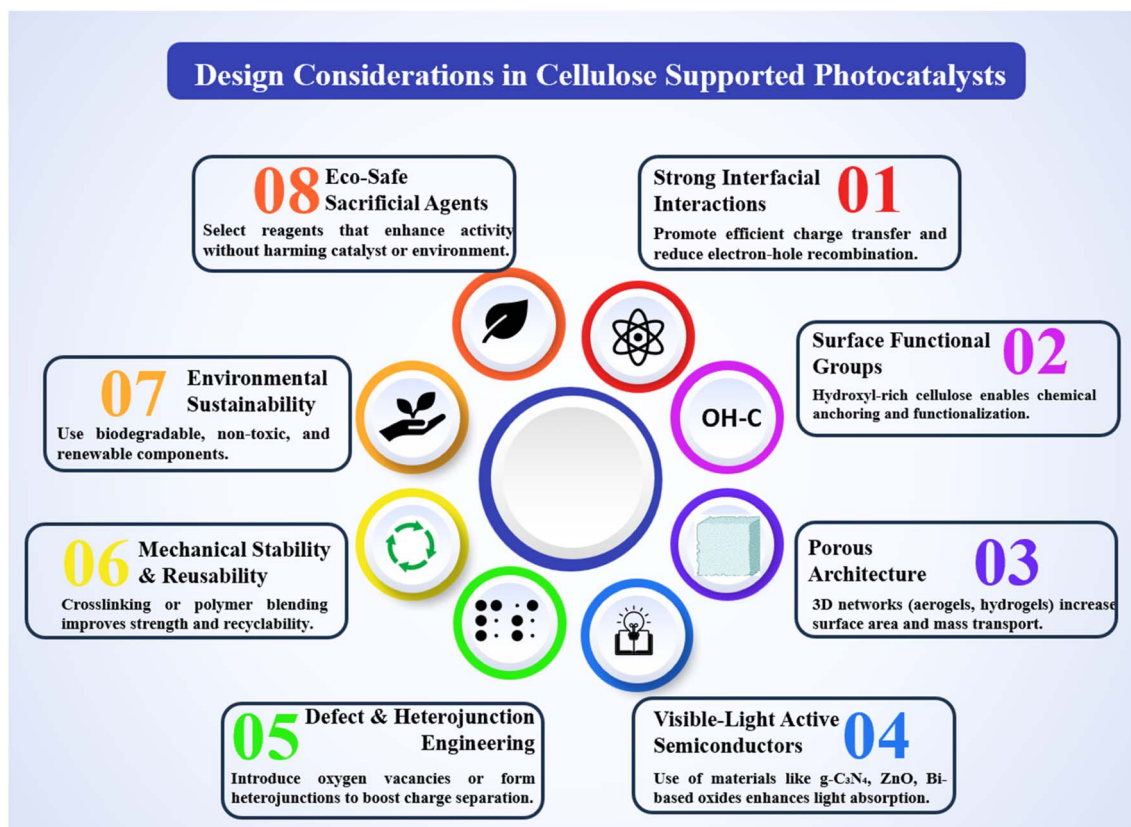 Design Considerations in Cellulose Supported Photocatalysts
01
Strong Interfacial
Interactions
Promote efficient charge transfer and
reduce electron-hole recombination.
02
Surface Functional
Groups
Hydroxyl-rich cellulose enables chemical
anchoring and functionalization.
OH-C
03
Porous
Architecture
3D networks (aerogels, hydrogels) increase
surface area and mass transport.
04
Visible-Light Active
Semiconductors
Use of materials like g-C₃N₄, ZnO, Bi-
based oxides enhances light absorption.
05
Defect & Heterojunction
Engineering
Introduce oxygen vacancies or form
heterojunctions to boost charge separation.
06
Mechanical Stability
& Reusability
Crosslinking or polymer blending
improves strength and recyclability.
07
Environmental
Sustainability
Use biodegradable, non-toxic, and
renewable components.
08
Eco-Safe
Sacrificial Agents
Select reagents that enhance activity
without harming catalyst or environment.